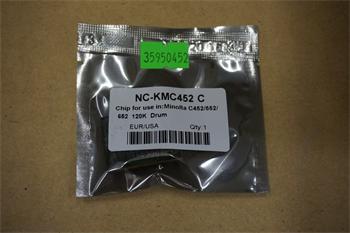 35950452
NC-KMC452 C
Chip for use in:Minolta C452/552/
652 120K Drum
EUR/USA Qty:1